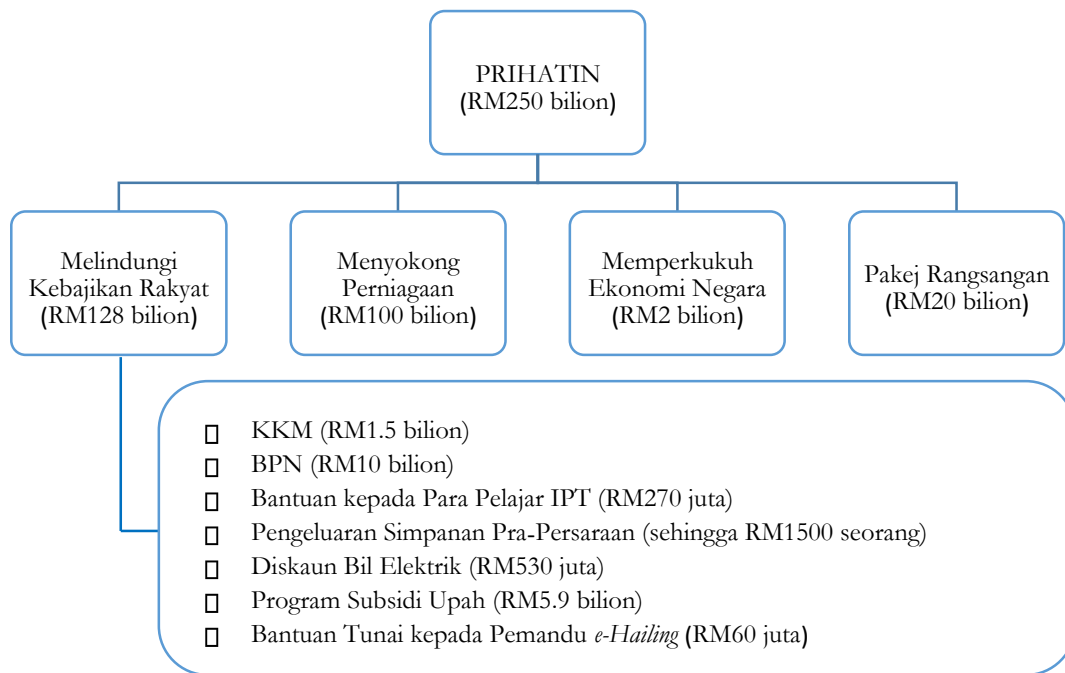 PRIHATIN
(RM250 bilion)
Melindungi
Kebajikan Rakyat
(RM128 bilion)
Menyokong
Perniagaan
(RM100 bilion)
Memperkukuh
Ekonomi Negara
(RM2 bilion)
Pakej Rangsangan
(RM20 bilion)
KKM (RM1.5 bilion)
BPN (RM10 bilion)
Bantuan kepada Para Pelajar IPT (RM270 juta)
Pengeluaran Simpanan Pra-Persaraan (sehingga RM1500 seorang)
Diskaun Bil Elektrik (RM530 juta)
Program Subsidi Upah (RM5.9 bilion)
Bantuan Tunai kepada Pemandu e-Hailing (RM60 juta)